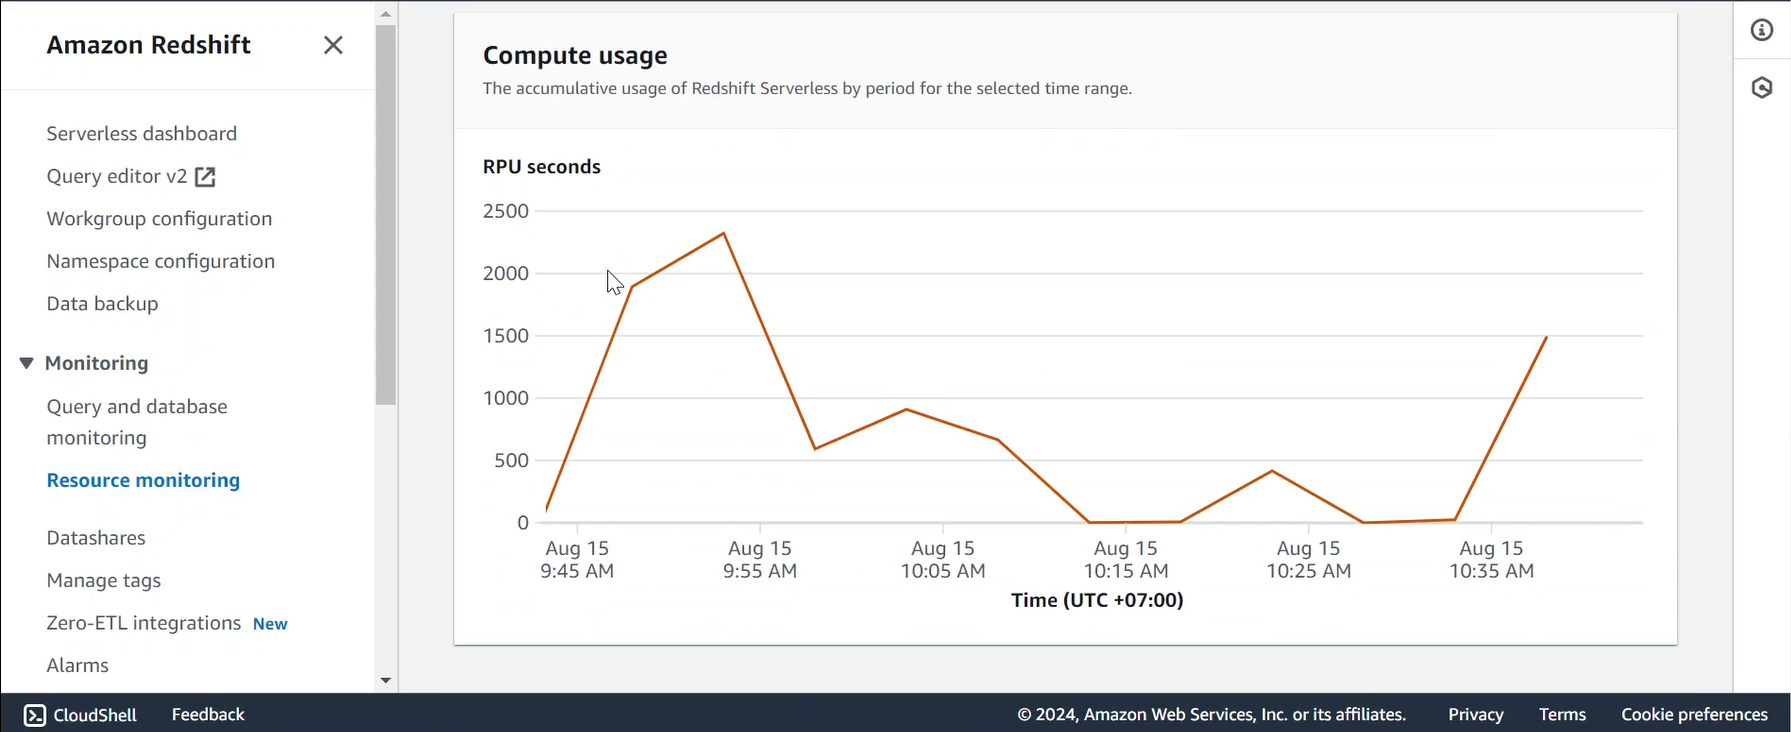 Amazon Redshift
Serverless dashboard
Query editor v2
Workgroup configuration
Namespace configuration
Data backup
Monitoring
Query and database
monitoring
Resource monitoring
Datashares
Manage tags
Zero-ETL integrations New
Alarms
Compute usage
The accumulative usage of Redshift Serverless by period for the selected time range.
RPU seconds
2500
2000
1500
1000
500
0
Aug 15 Aug 15 Aug 15 Aug 15 Aug 15 Aug 15
9:45 AM 9:55 AM 10:05 AM 10:15 AM 10:25 AM 10:35 AM
Time (UTC +07:00)
CloudShell Feedback © 2024, Amazon Web Services, Inc. or its affiliates. Privacy Terms Cookie preferences